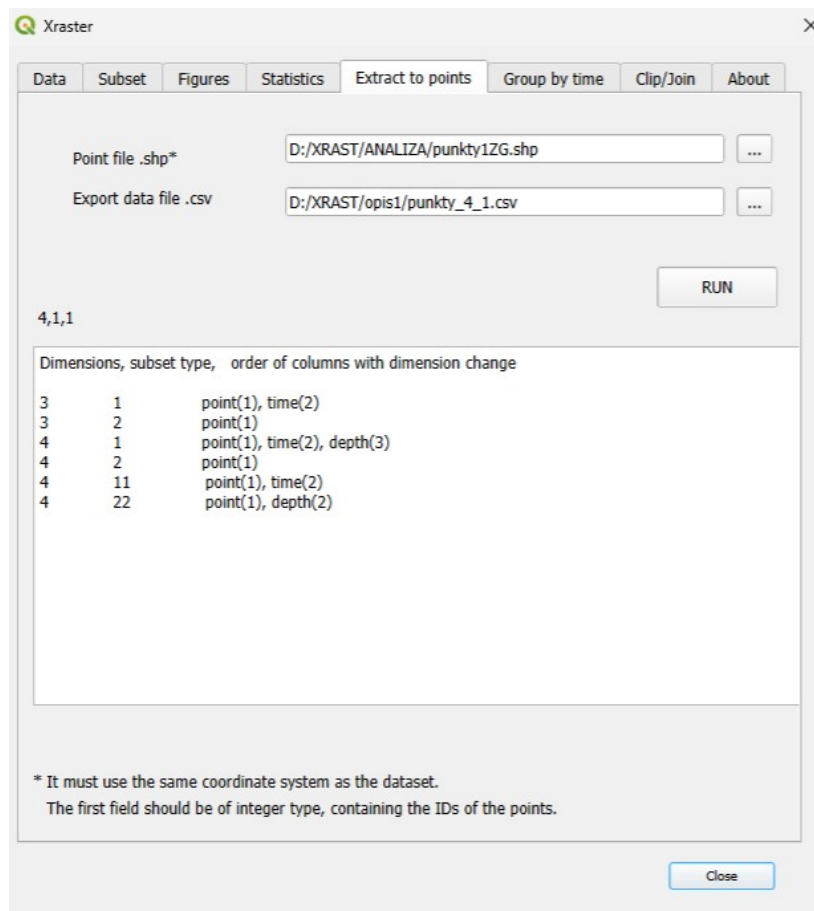 Xraster
Data Subset Figures Statistics Extract to points Group by time Clip/Join About
Point file .shp* D:/XRAST/ANALIZA/punkty1ZG.shp ...
Export data file .csv D:/XRAST/opis1/punkty_4_1.csv ...
RUN
4,1,1
Dimensions, subset type, order of columns with dimension change
3 1 point(1), time(2)
3 2 point(1)
4 1 point(1), time(2), depth(3)
4 2 point(1)
4 11 point(1), time(2)
4 22 point(1), depth(2)
* It must use the same coordinate system as the dataset.
The first field should be of integer type, containing the IDs of the points.
Close